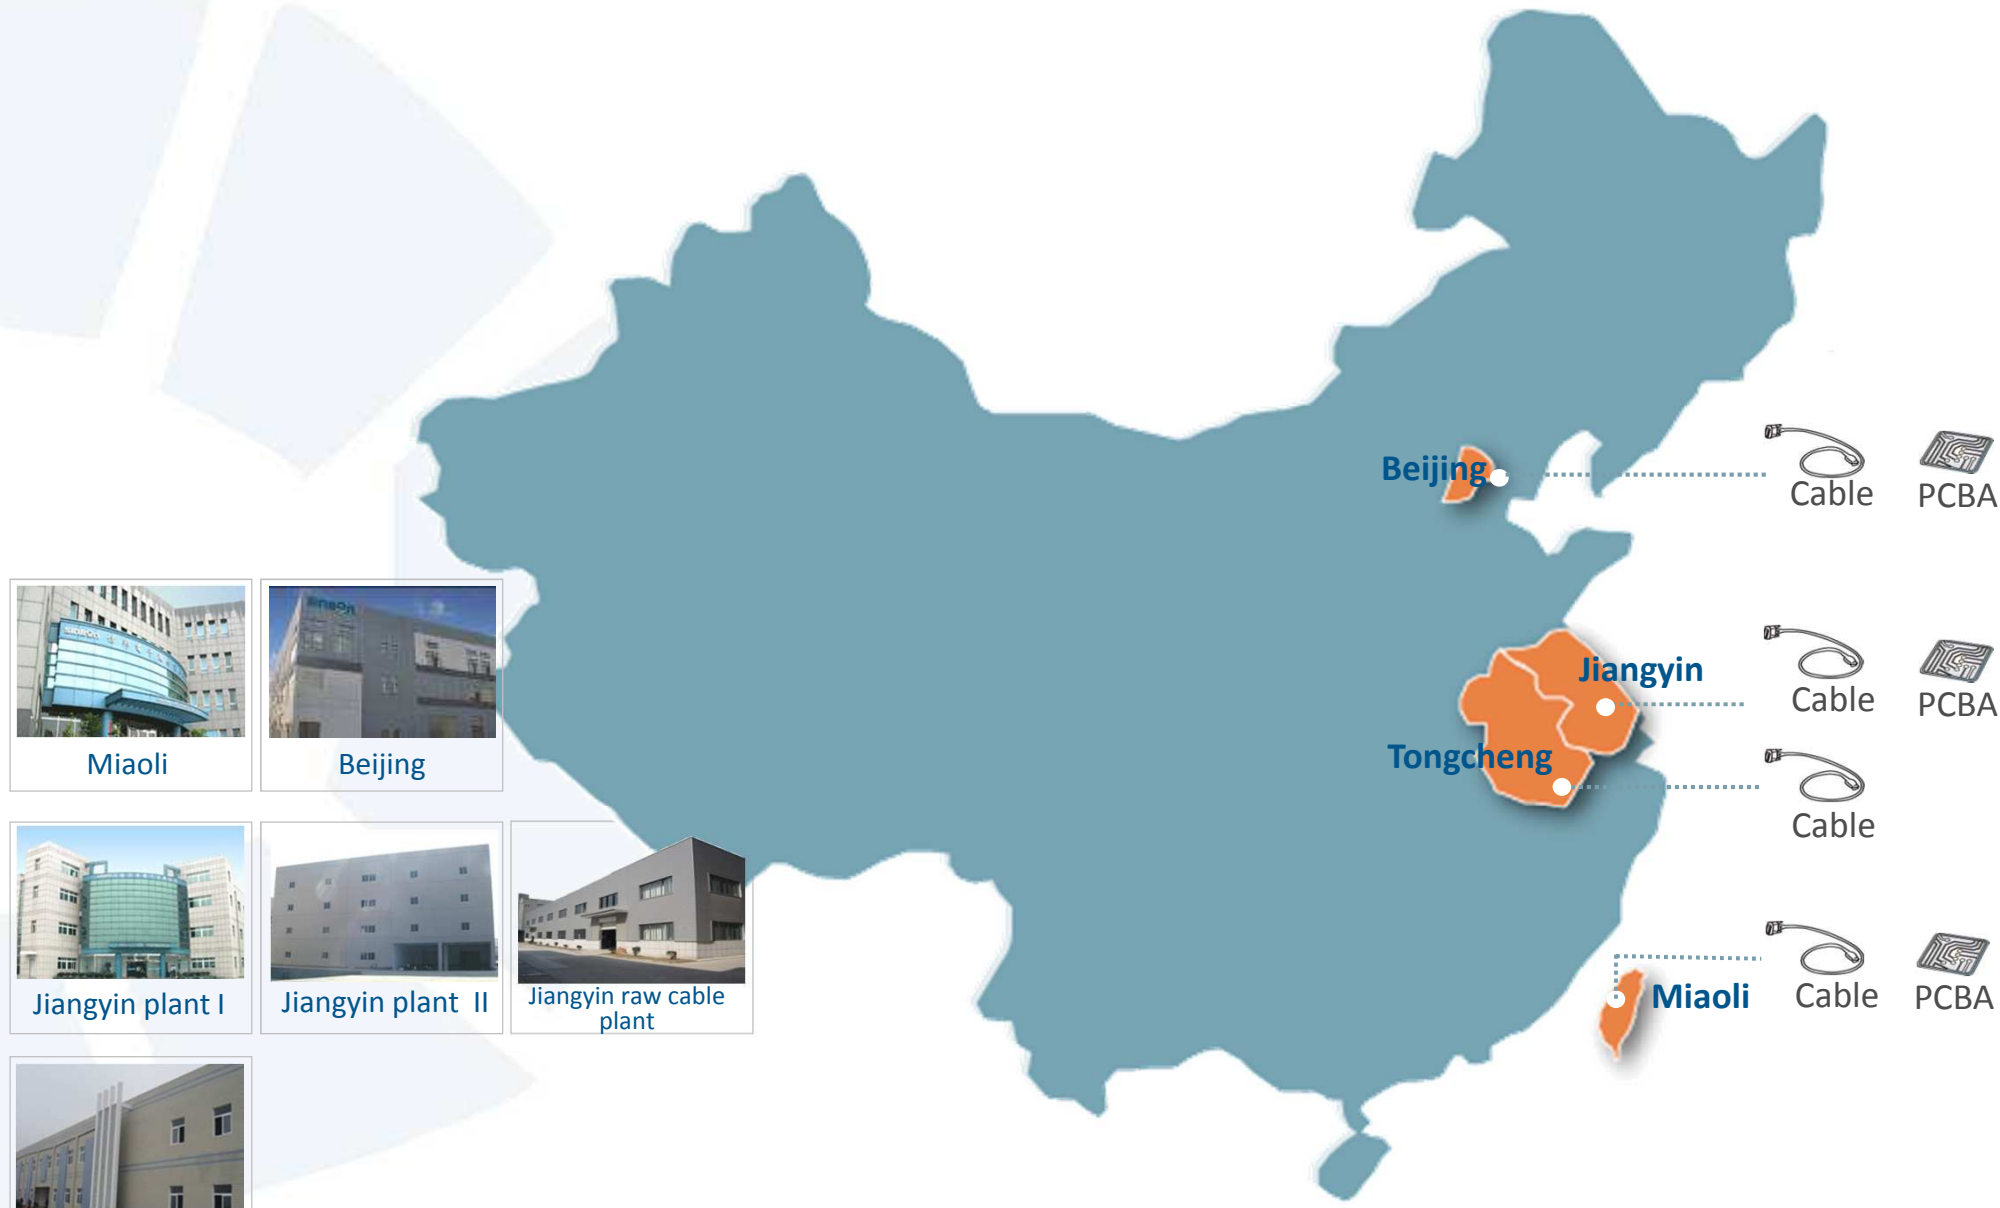 Beijing
Cable
PCBA
Jiangyin
Cable
PCBA
Tongcheng
Cable
Miaoli
Cable
PCBA
Miaoli
Beijing
Jiangyin plant I
Jiangyin plant II
Jiangyin raw cable
plant